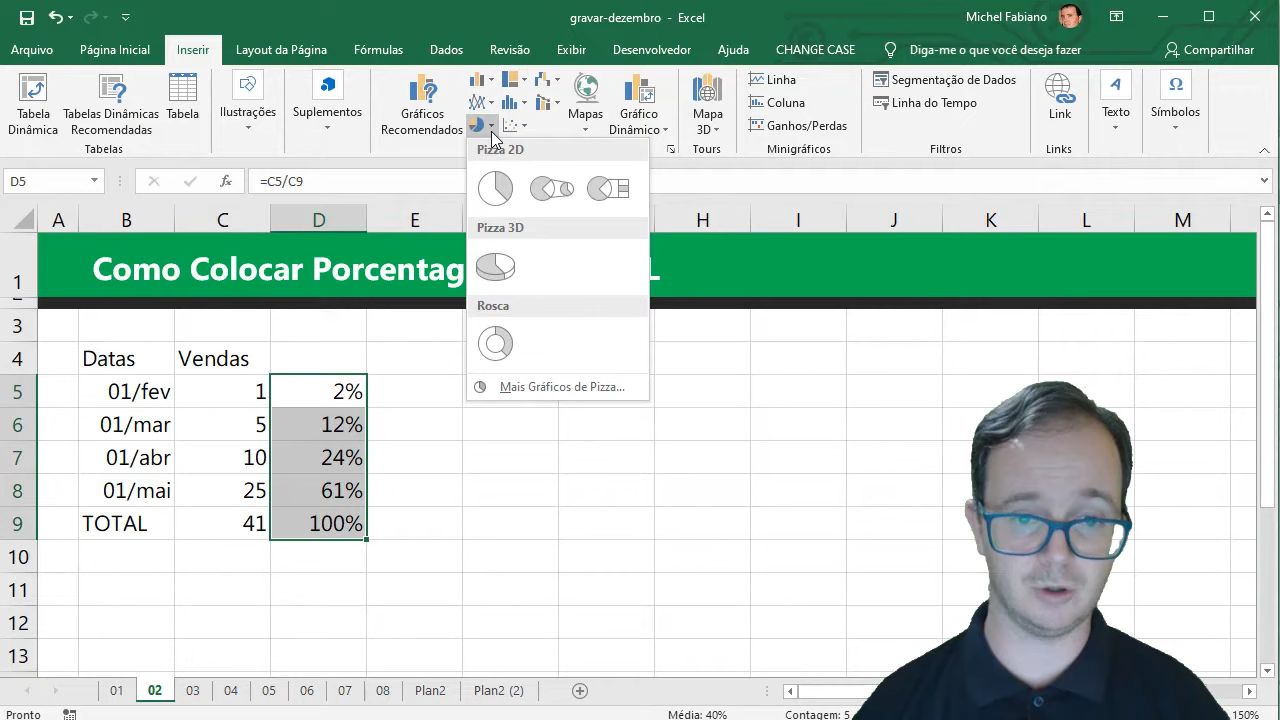 gravar-dezembro - Excel
Michel Fabiano
Arquivo
Página Inicial
Inserir
Layout da Página
Fórmulas
Dados
Revisão
Exibir
Desenvolvedor
Ajuda
CHANGE CASE
Diga-me o que você deseja fazer
Compartilhar
Tabela Dinâmica
Tabelas Dinâmicas Recomendadas
Tabela
Tabelas
Ilustrações
Suplementos
Gráficos Recomendados
Mapas
Gráfico Dinâmico
Mapa 3D
Tours
Linha
Coluna
Ganhos/Perdas
Minigráficos
Segmentação de Dados
Linha do Tempo
Filtros
Link
Texto
Símbolos
Pizza 2D
Pizza 3D
Rosca
Mais Gráficos de Pizza...
D5
fx
=C5/C9
A B C D E H I J K L M
1 Como Colocar Porcentag L
3
4 Datas Vendas
5 01/fev 1 2%
6 01/mar 5 12%
7 01/abr 10 24%
8 01/mai 25 61%
9 TOTAL 41 100%
10
11
12
13
01 02 03 04 05 06 07 08 Plan2 Plan2 (2)
Pronto
Média: 40%
Contagem: 5
150%